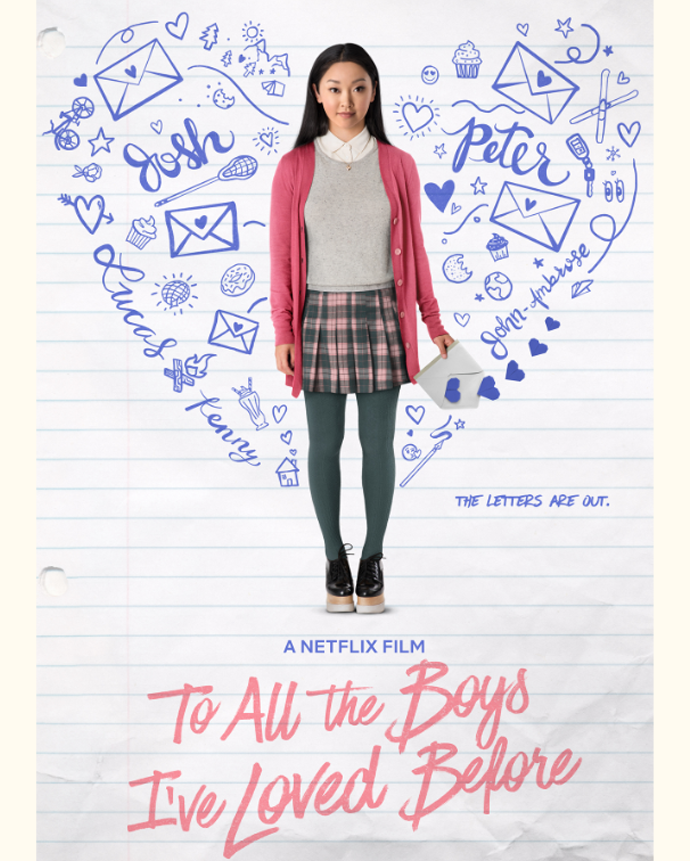 Josh
Peter
Lucas
John-Ambrose
Kenny
THE LETTERS ARE OUT.
A NETFLIX FILM
To All the Boys
I've Loved Before